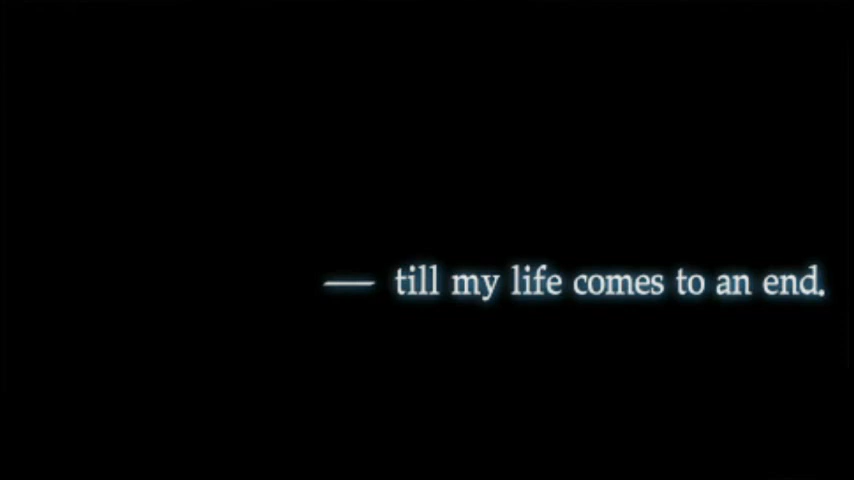 — till my life comes to an end.